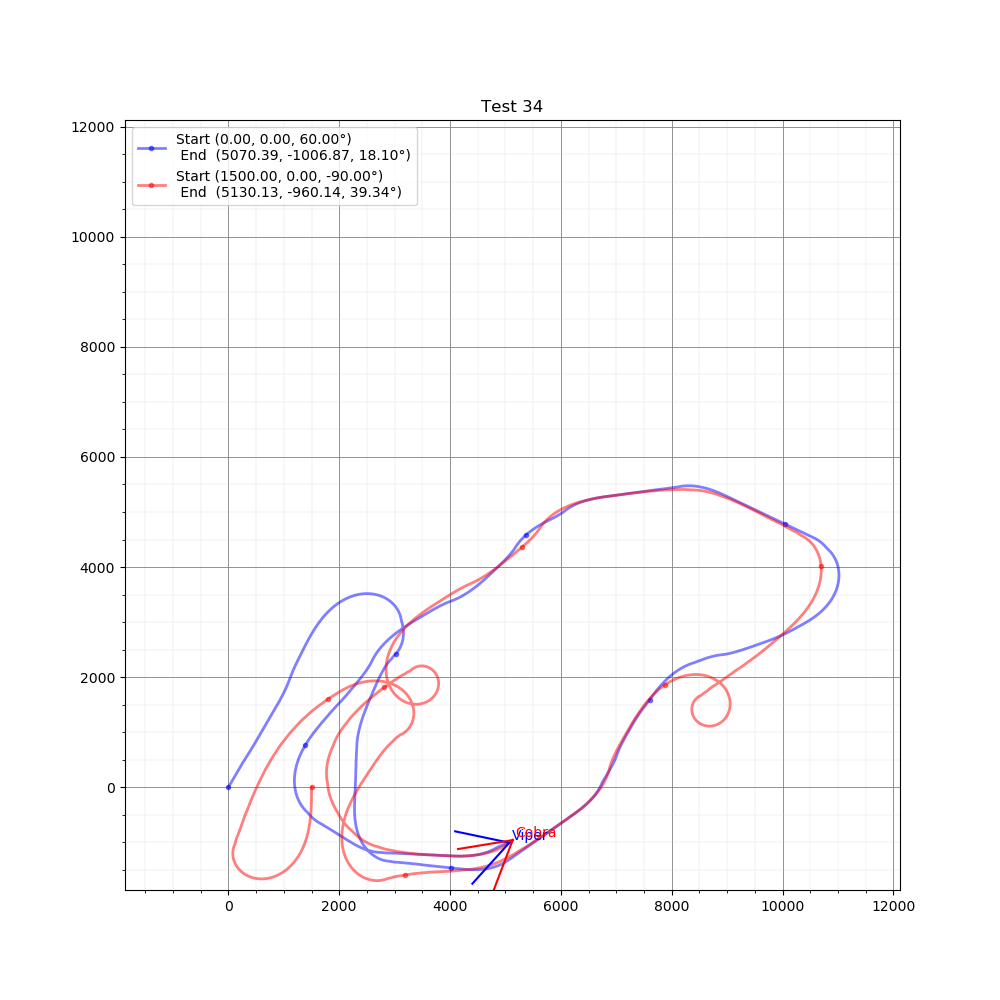 Test 34
Start (0.00, 0.00, 60.00°)
End (5070.39, -1006.87, 18.10°)
Start (1500.00, 0.00, -90.00°)
End (5130.13, -960.14, 39.34°)
12000
10000
8000
6000
4000
2000
0
Cobra
Viper
0 2000 4000 6000 8000 10000 12000